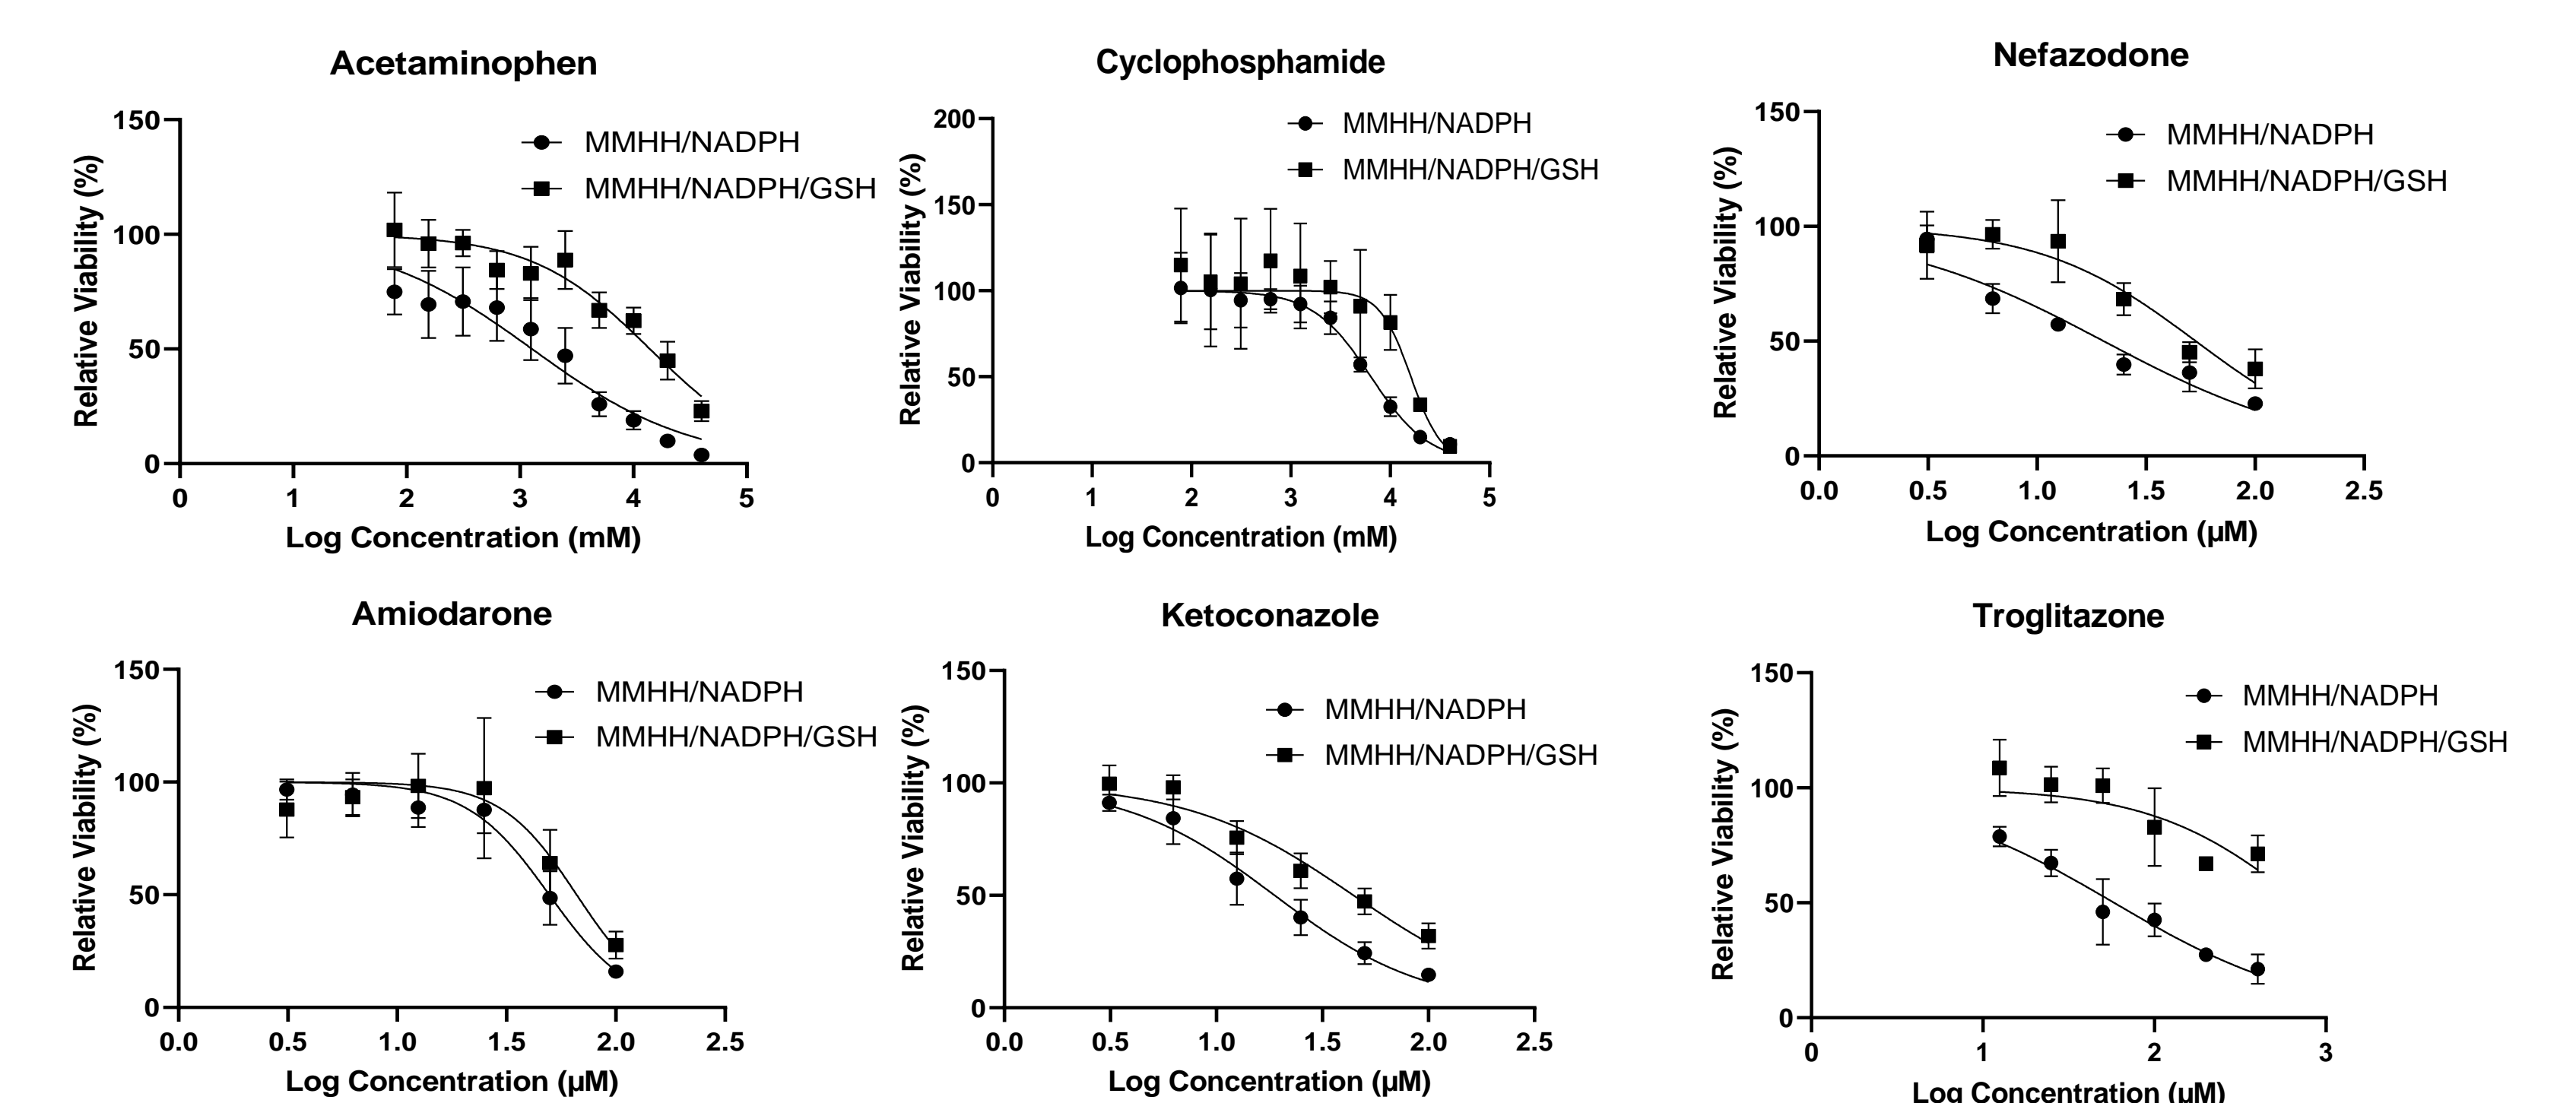 Acetaminophen
150
100
50
0
0 1 2 3 4 5
Relative Viability (%)
Log Concentration (mM)
MMHH/NADPH
MMHH/NADPH/GSH
Cyclophosphamide
200
150
100
50
0
0 1 2 3 4 5
Relative Viability (%)
Log Concentration (mM)
MMHH/NADPH
MMHH/NADPH/GSH
Nefazodone
150
100
50
0
0.0 0.5 1.0 1.5 2.0 2.5
Relative Viability (%)
Log Concentration (µM)
MMHH/NADPH
MMHH/NADPH/GSH
Amiodarone
150
100
50
0
0.0 0.5 1.0 1.5 2.0 2.5
Relative Viability (%)
Log Concentration (µM)
MMHH/NADPH
MMHH/NADPH/GSH
Ketoconazole
150
100
50
0
0.0 0.5 1.0 1.5 2.0 2.5
Relative Viability (%)
Log Concentration (µM)
MMHH/NADPH
MMHH/NADPH/GSH
Troglitazone
150
100
50
0
0 1 2 3
Relative Viability (%)
Log Concentration (µM)
MMHH/NADPH
MMHH/NADPH/GSH